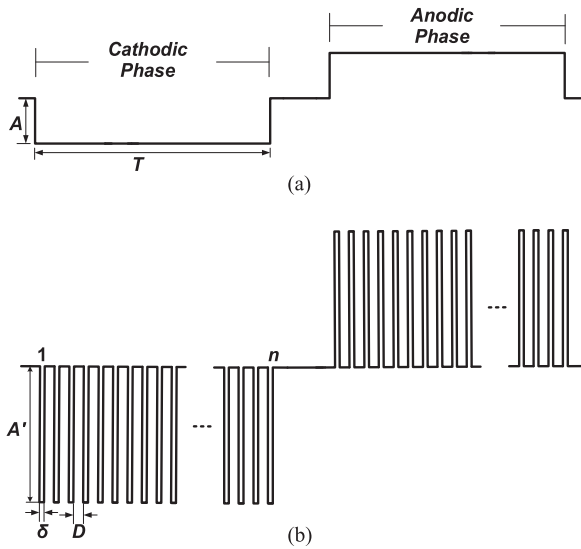 Cathodic
Phase
Anodic
Phase
A
T
(a)
1
n
...
...
A'
δ
D
(b)